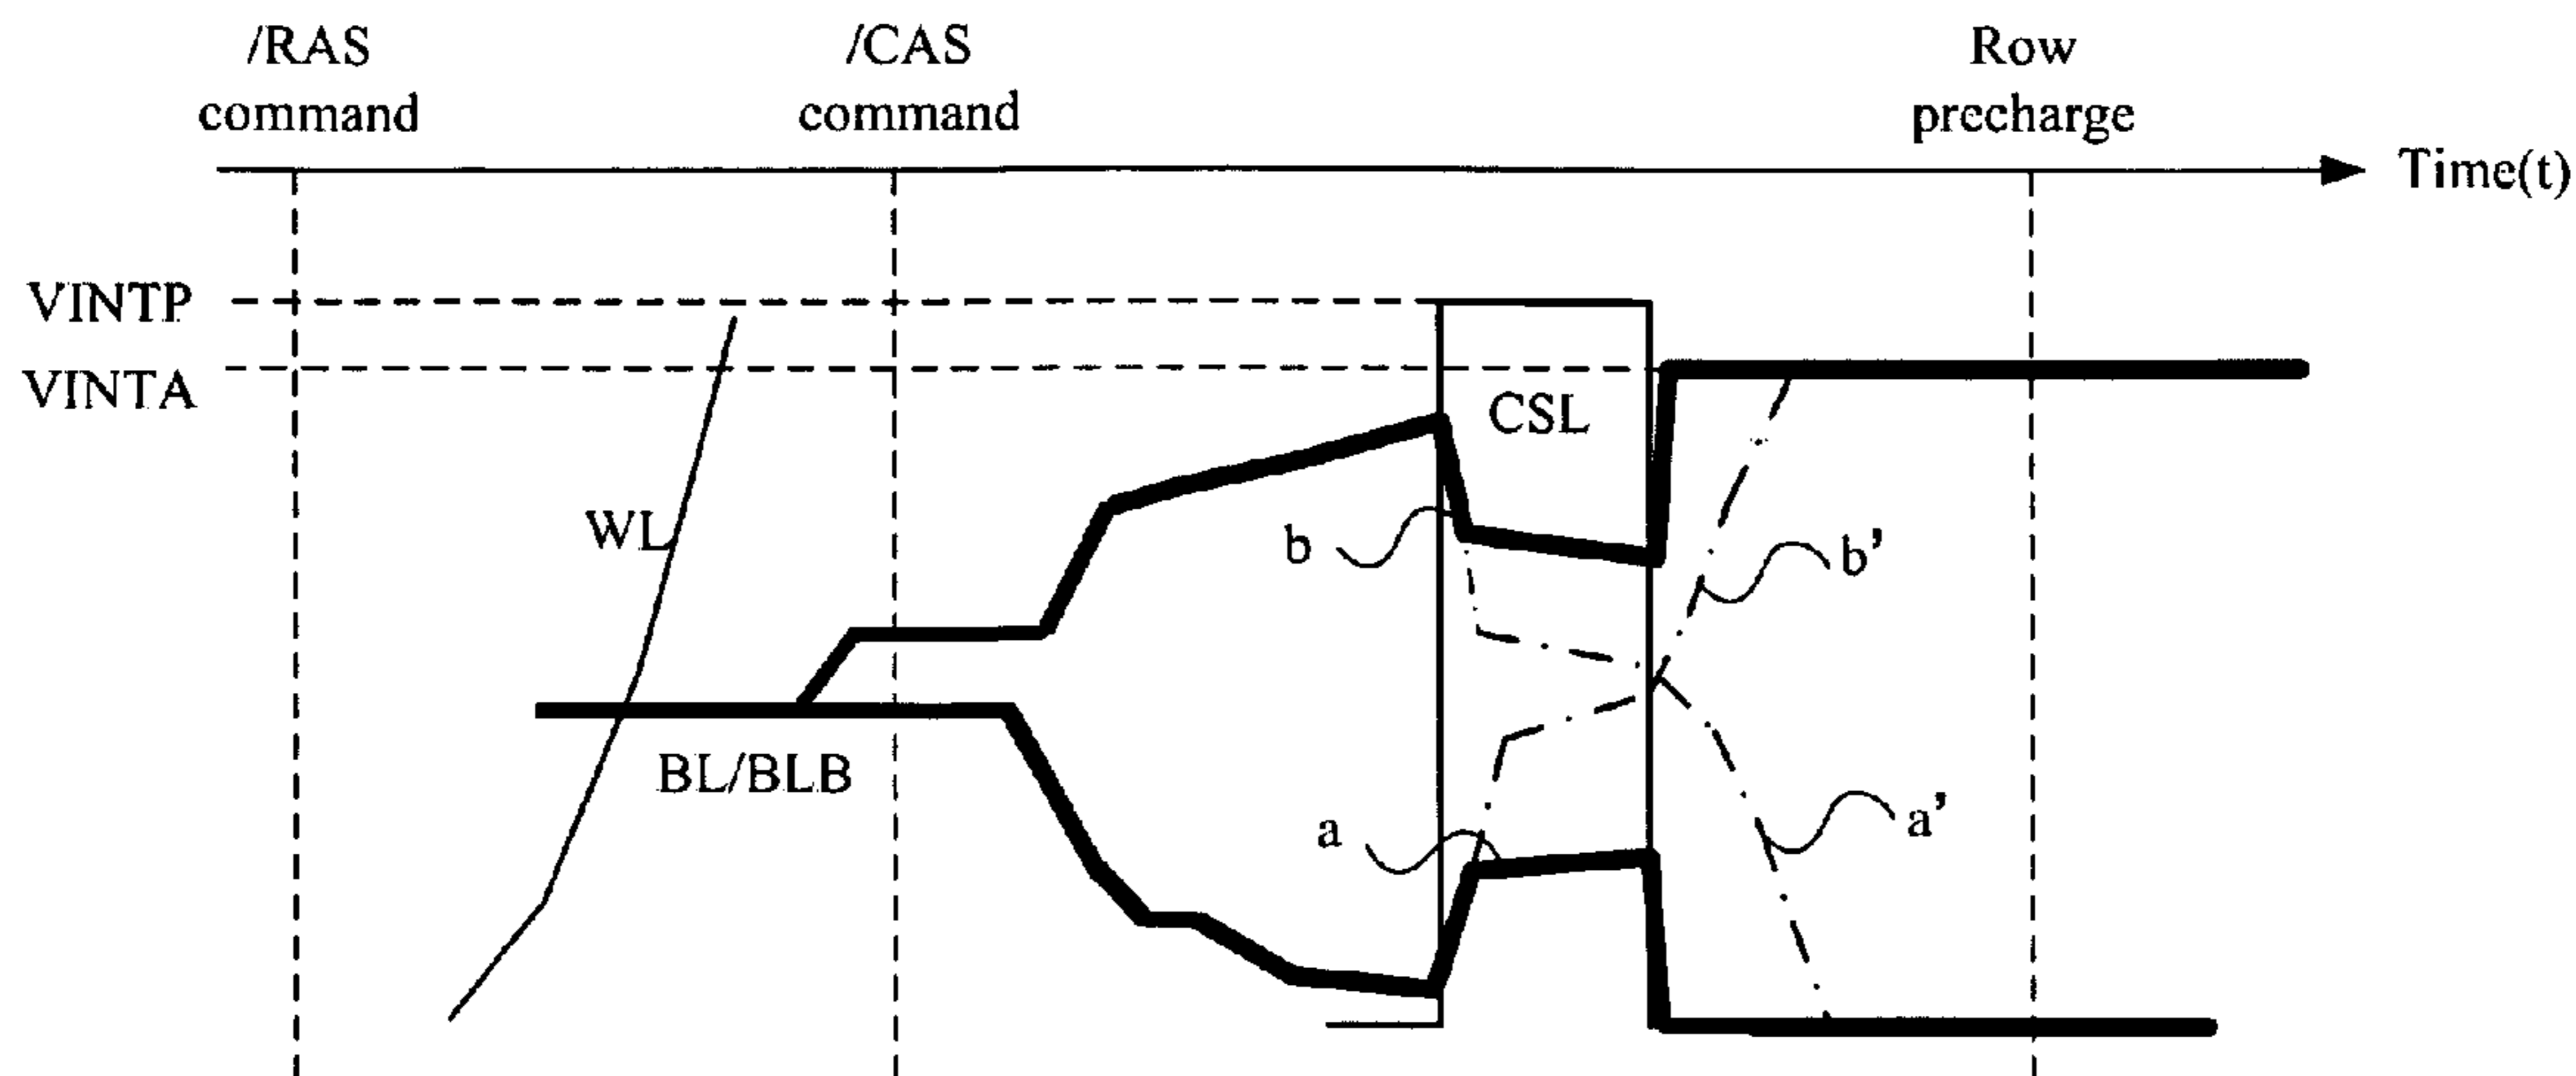 /RAS
command
/CAS
command
Row
precharge
Time(t)
VINTP
VINTA
CSL
WL
b
b'
BL/BLB
a
a'